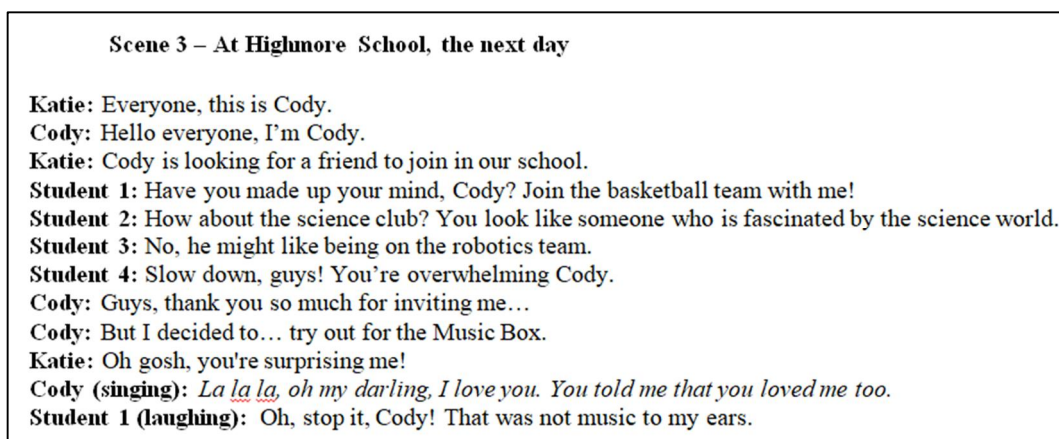 Scene 3 – At Highmore School, the next day
Katie: Everyone, this is Cody.
Cody: Hello everyone, I’m Cody.
Katie: Cody is looking for a friend to join in our school.
Student 1: Have you made up your mind, Cody? Join the basketball team with me!
Student 2: How about the science club? You look like someone who is fascinated by the science world.
Student 3: No, he might like being on the robotics team.
Student 4: Slow down, guys! You’re overwhelming Cody.
Cody: Guys, thank you so much for inviting me…
Cody: But I decided to… try out for the Music Box.
Katie: Oh gosh, you're surprising me!
Cody (singing): La la la, oh my darling, I love you. You told me that you loved me too.
Student 1 (laughing): Oh, stop it, Cody! That was not music to my ears.